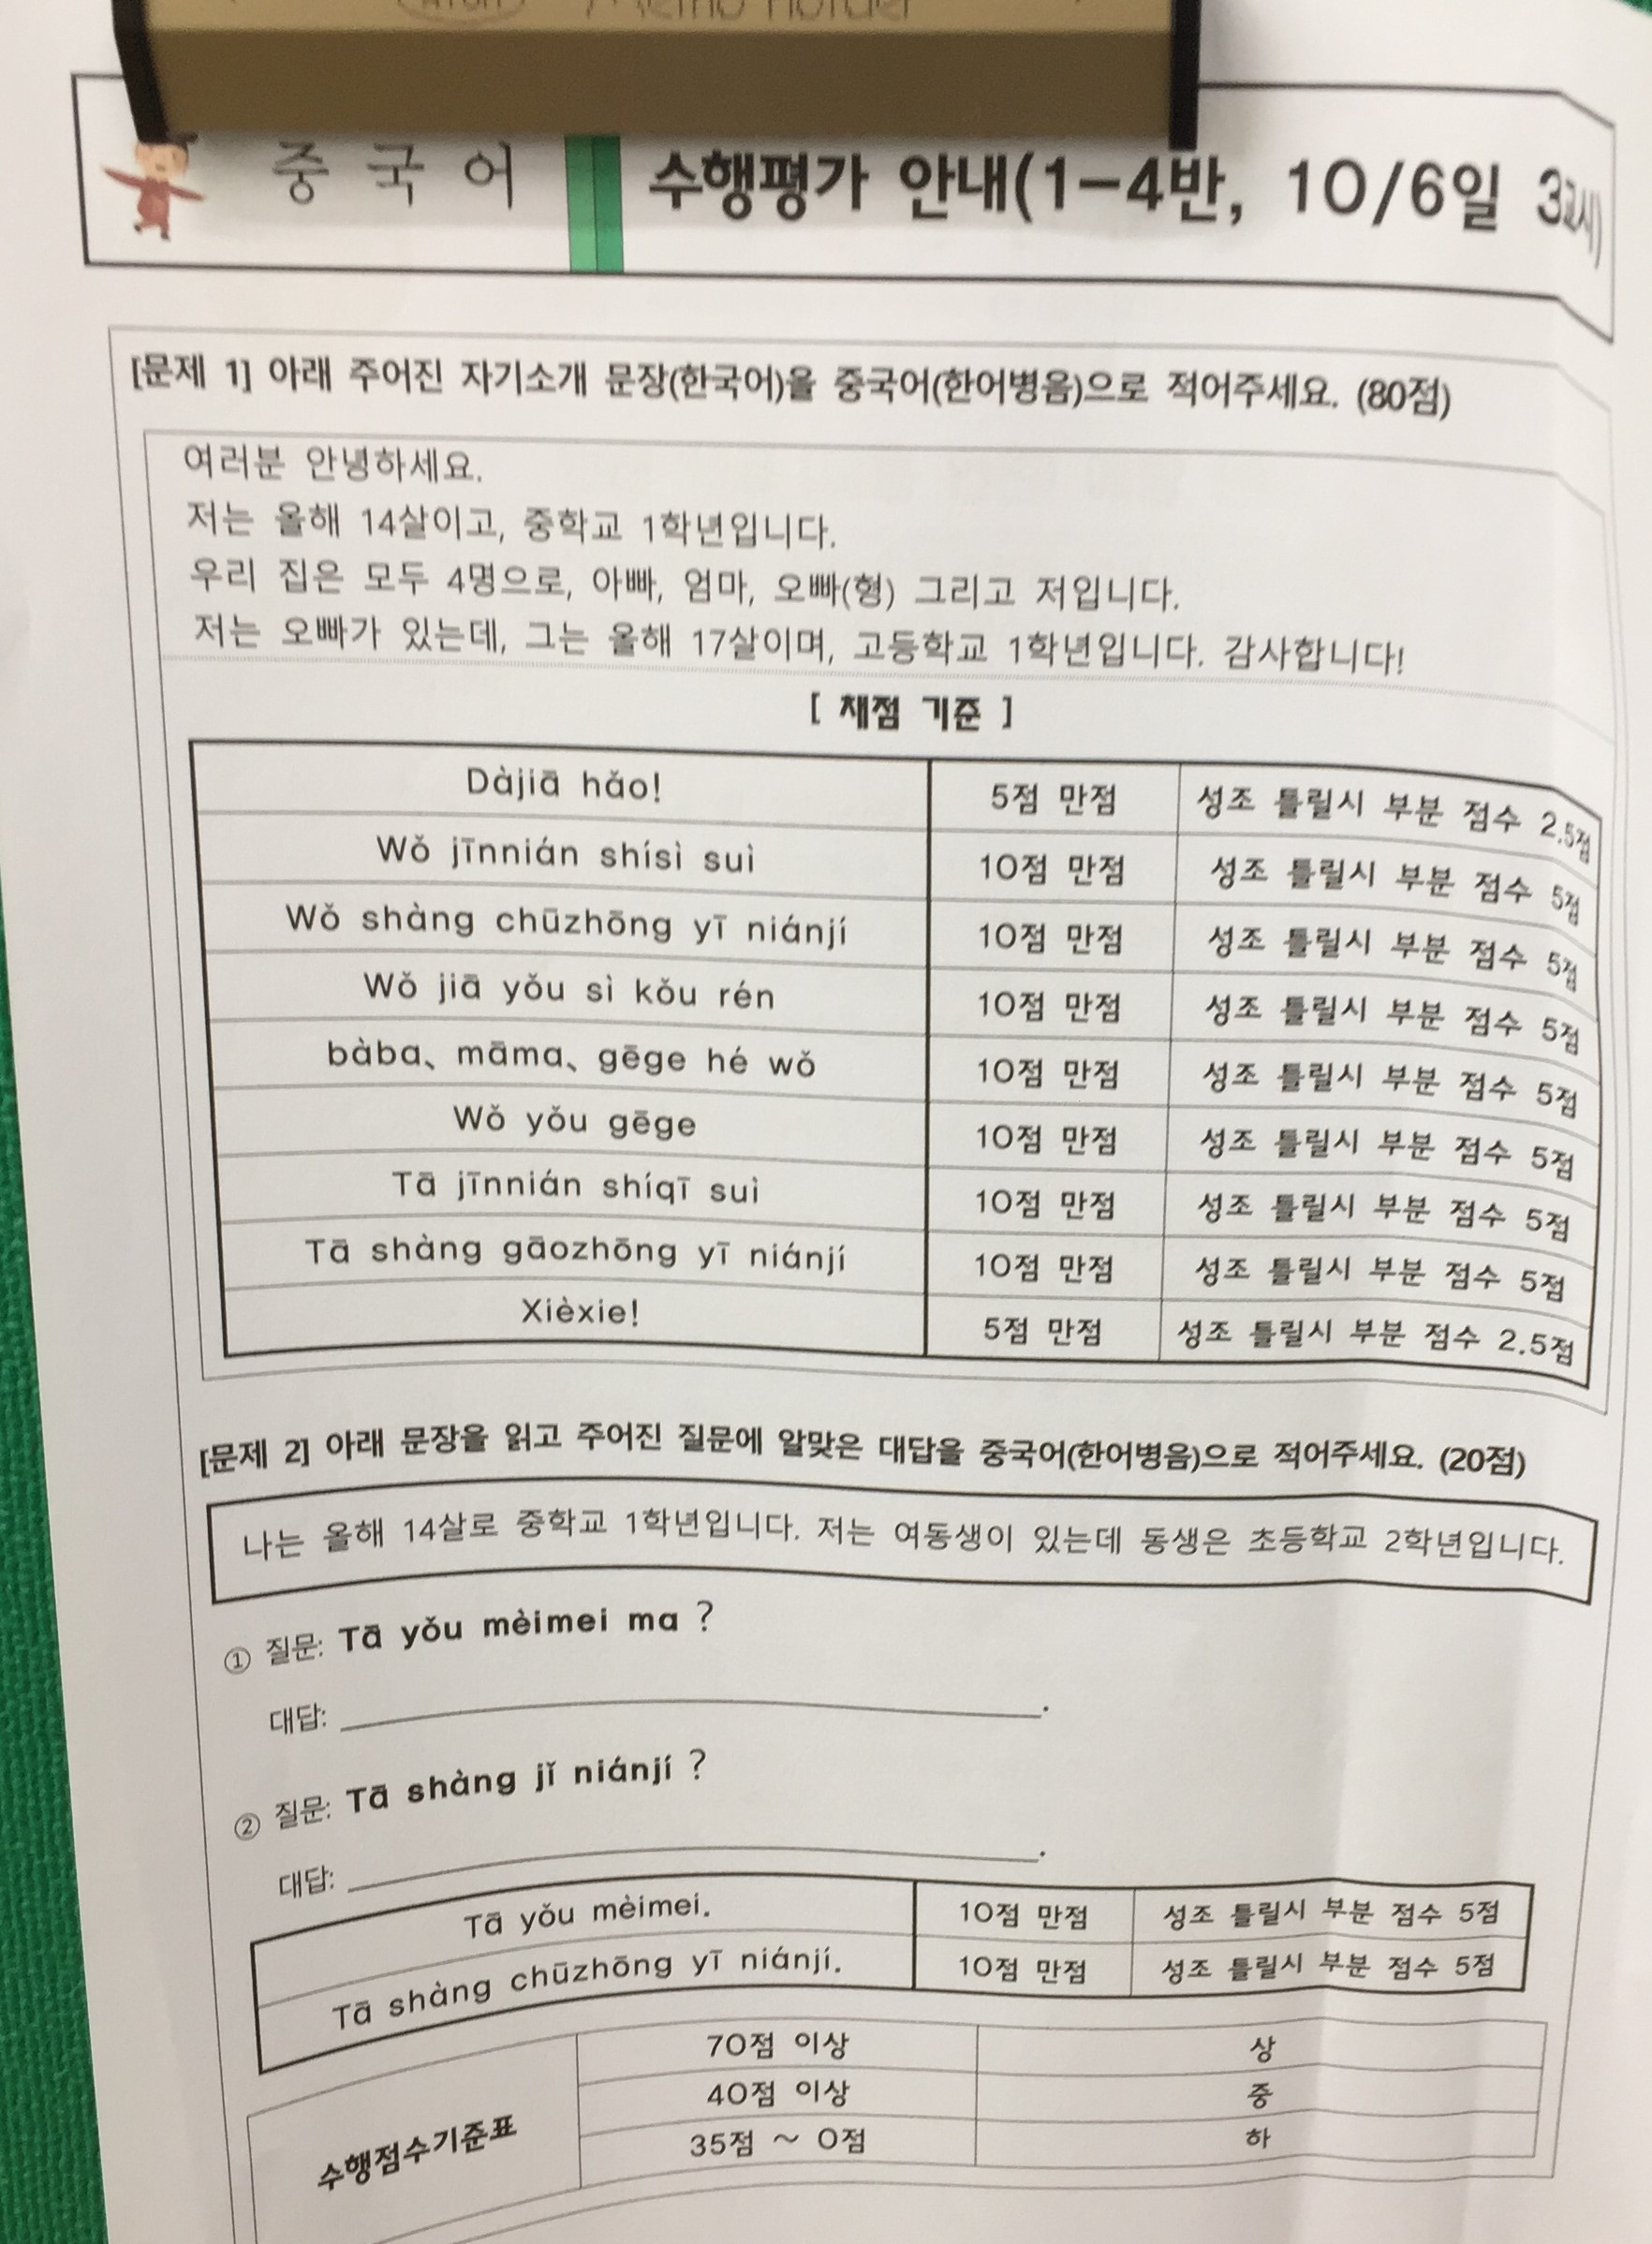 Memo Holder
중국어 수행평가 안내(1-4반, 10/6일 3교시)
[문제 1] 아래 주어진 자기소개 문장(한국어)을 중국어(한어병음)으로 적어주세요. (80점)
여러분 안녕하세요.
저는 올해 14살이고, 중학교 1학년입니다.
우리 집은 모두 4명으로, 아빠, 엄마, 오빠(형) 그리고 저입니다.
저는 오빠가 있는데, 그는 올해 17살이며, 고등학교 1학년입니다. 감사합니다!
[ 채점 기준 ]
Dàjiā hǎo! 5점 만점 성조 틀릴시 부분 점수 2.5점
Wǒ jīnnián shísì suì 10점 만점 성조 틀릴시 부분 점수 5점
Wǒ shàng chūzhōng yī niánjí 10점 만점 성조 틀릴시 부분 점수 5점
Wǒ jiā yǒu sì kǒu rén 10점 만점 성조 틀릴시 부분 점수 5점
bàba、māma、gēge hé wǒ 10점 만점 성조 틀릴시 부분 점수 5점
Wǒ yǒu gēge 10점 만점 성조 틀릴시 부분 점수 5점
Tā jīnnián shíqī suì 10점 만점 성조 틀릴시 부분 점수 5점
Tā shàng gāozhōng yī niánjí 10점 만점 성조 틀릴시 부분 점수 5점
Xièxie! 5점 만점 성조 틀릴시 부분 점수 2.5점
[문제 2] 아래 문장을 읽고 주어진 질문에 알맞은 대답을 중국어(한어병음)으로 적어주세요. (20점)
나는 올해 14살로 중학교 1학년입니다. 저는 여동생이 있는데 동생은 초등학교 2학년입니다.
① 질문: Tā yǒu mèimei ma ?
대답: .
② 질문: Tā shàng jǐ niánjí ?
대답: .
Tā yǒu mèimei. 10점 만점 성조 틀릴시 부분 점수 5점
Tā shàng chūzhōng yī niánjí. 10점 만점 성조 틀릴시 부분 점수 5점
수행점수기준표
70점 이상 상
40점 이상 중
35점 ~ 0점 하